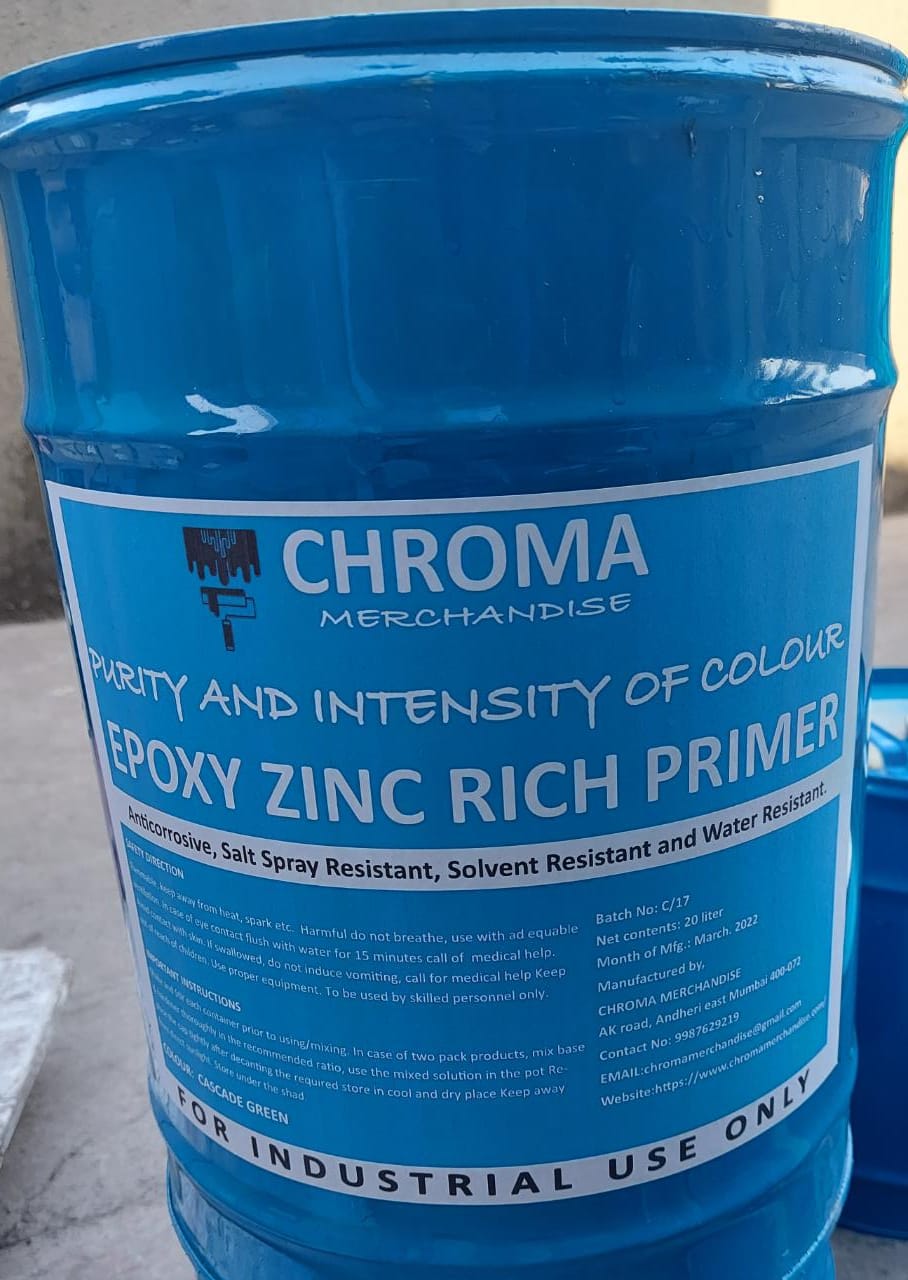 CHROMA
MERCHANDISE
PURITY AND INTENSITY OF COLOUR
EPOXY ZINC RICH PRIMER
Anticorrosive, Salt Spray Resistant, Solvent Resistant and Water Resistant.
SAFETY DIRECTION
keep away from heat, spark etc. Harmful do not breathe, use with ad equable
in case of eye contact flush with water for 15 minutes call of medical help.
contact with skin. If swallowed, do not induce vomiting, call for medical help Keep
out of reach of children. Use proper equipment. To be used by skilled personnel only.
IMPORTANT INSTRUCTIONS
and stir each container prior to using/mixing. In case of two pack products, mix base
thoroughly in the recommended ratio, use the mixed solution in the pot Re-
the cap tightly after decanting the required store in cool and dry place Keep away
direct sunlight. Store under the shad
COLOUR: CASCADE GREEN
Batch No: C/17
Net contents: 20 liter
Month of Mfg.: March. 2022
Manufactured by,
CHROMA MERCHANDISE
AK road, Andheri east Mumbai 400-072
Contact No: 9987629219
EMAIL:chromamerchandise@gmail.com
Website:https://www.chromamerchandise.com/
FOR INDUSTRIAL USE ONLY